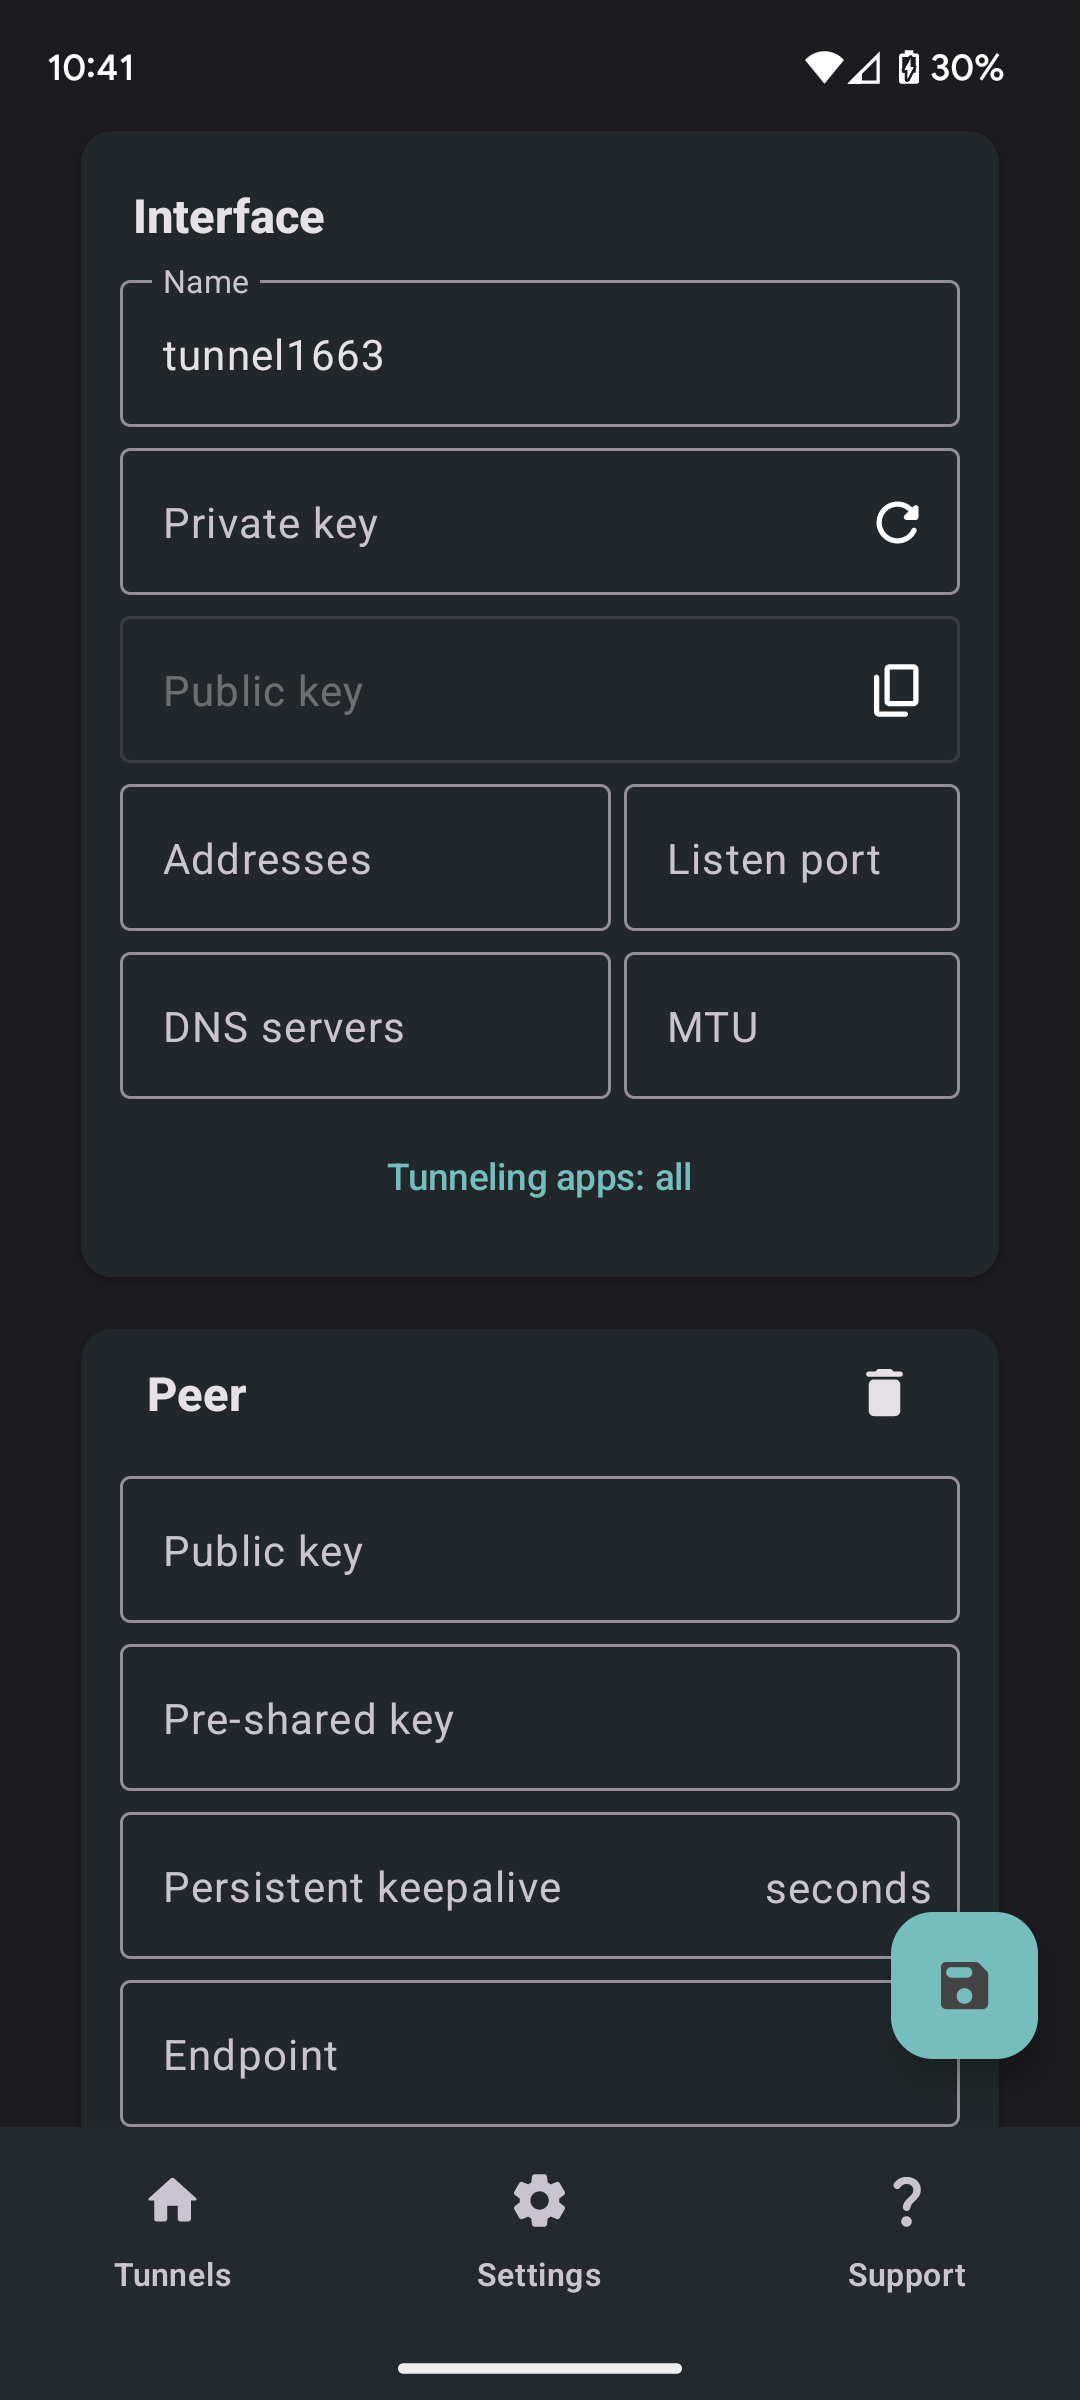 10:41
30%
Interface
Name
tunnel1663
Private key
Public key
Addresses
Listen port
DNS servers
MTU
Tunneling apps: all
Peer
Public key
Pre-shared key
Persistent keepalive
seconds
Endpoint
Tunnels
Settings
Support